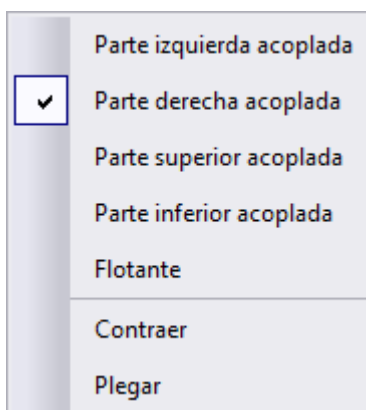 Parte izquierda acoplada
Parte derecha acoplada
Parte superior acoplada
Parte inferior acoplada
Flotante
Contraer
Plegar